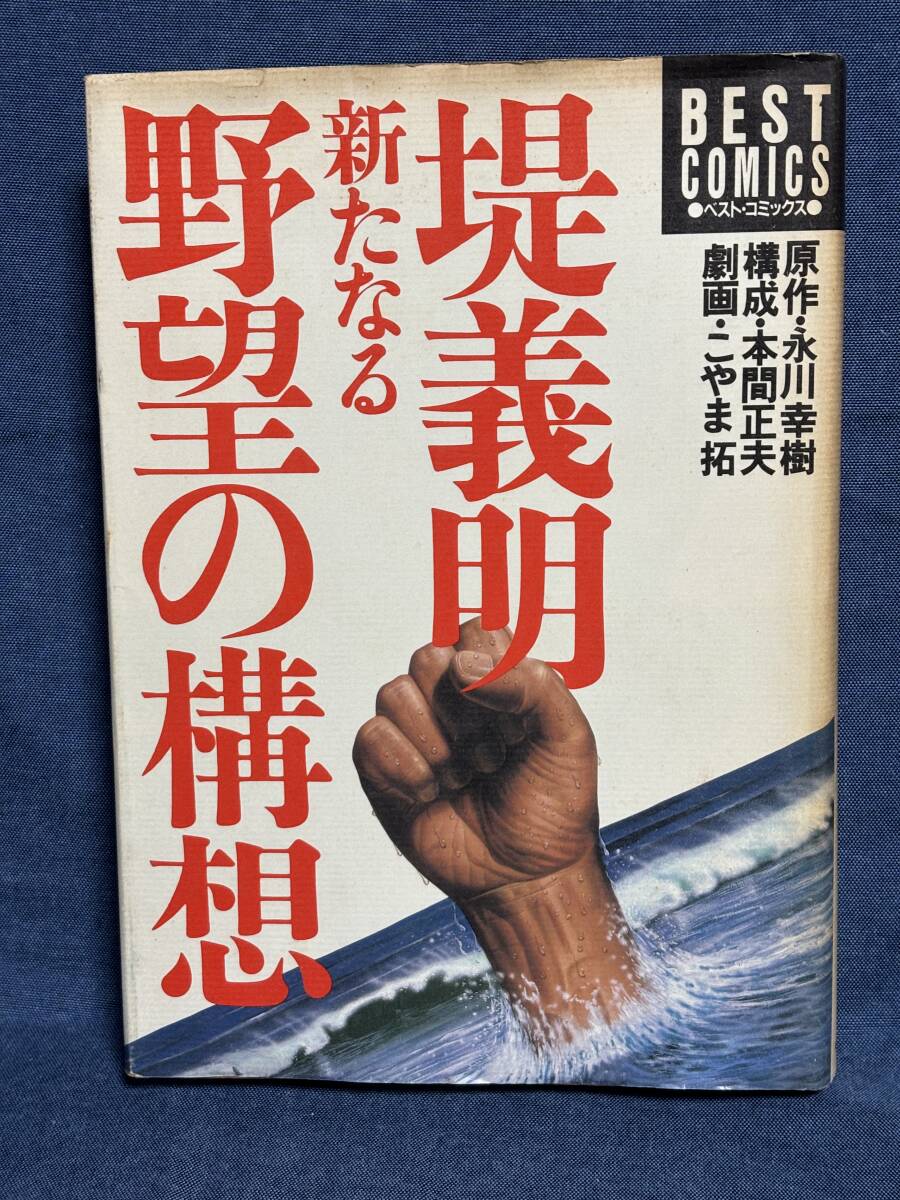 堤義明
新たなる
野望の構想
BEST
COMICS
●ベスト・コミックス●
原作・永川幸樹
構成・本間正夫
劇画・こやま拓